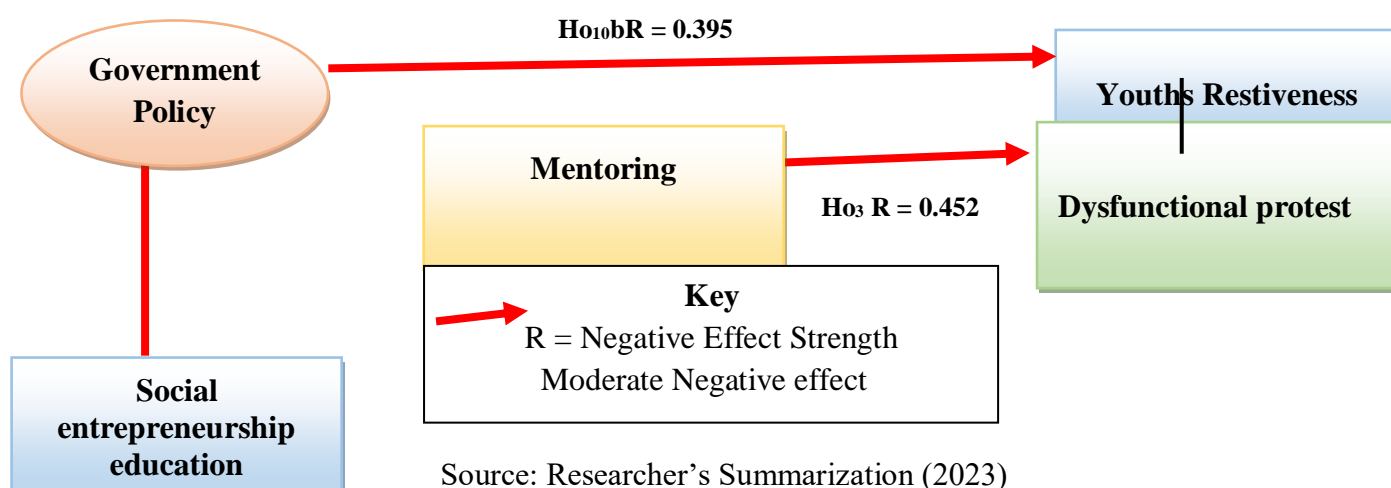 Ho10bR = 0.395
Government
Policy
Youths Restiveness
Mentoring
Ho3 R = 0.452
Dysfunctional protest
Key
R = Negative Effect Strength
Moderate Negative effect
Social
entrepreneurship
education
Source: Researcher’s Summarization (2023)